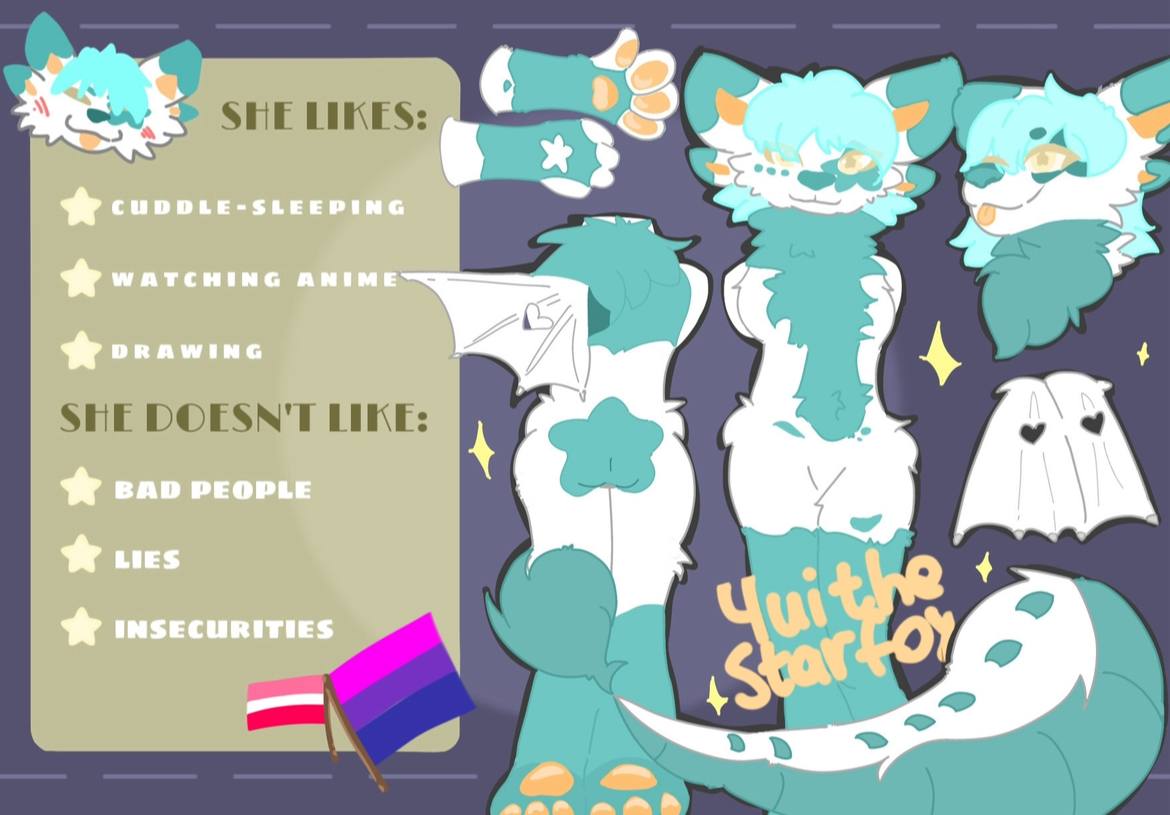 SHE LIKES:
CUDDLE-SLEEPING
WATCHING ANIME
DRAWING
SHE DOESN'T LIKE:
BAD PEOPLE
LIES
INSECURITIES
Yui the
Starfox